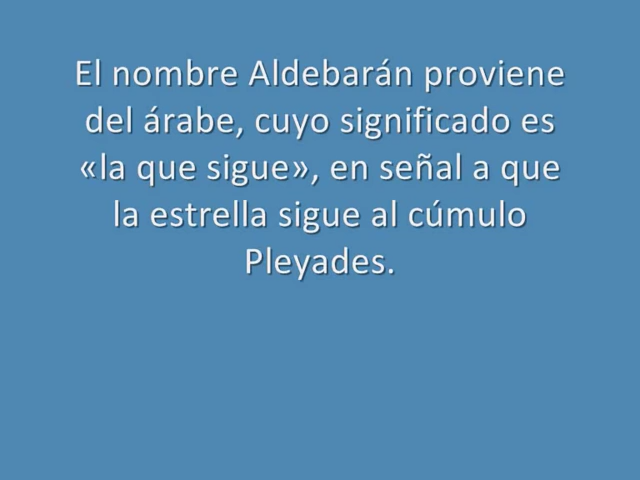 El nombre Aldebarán proviene
del árabe, cuyo significado es
«la que sigue», en señal a que
la estrella sigue al cúmulo
Pleyades.